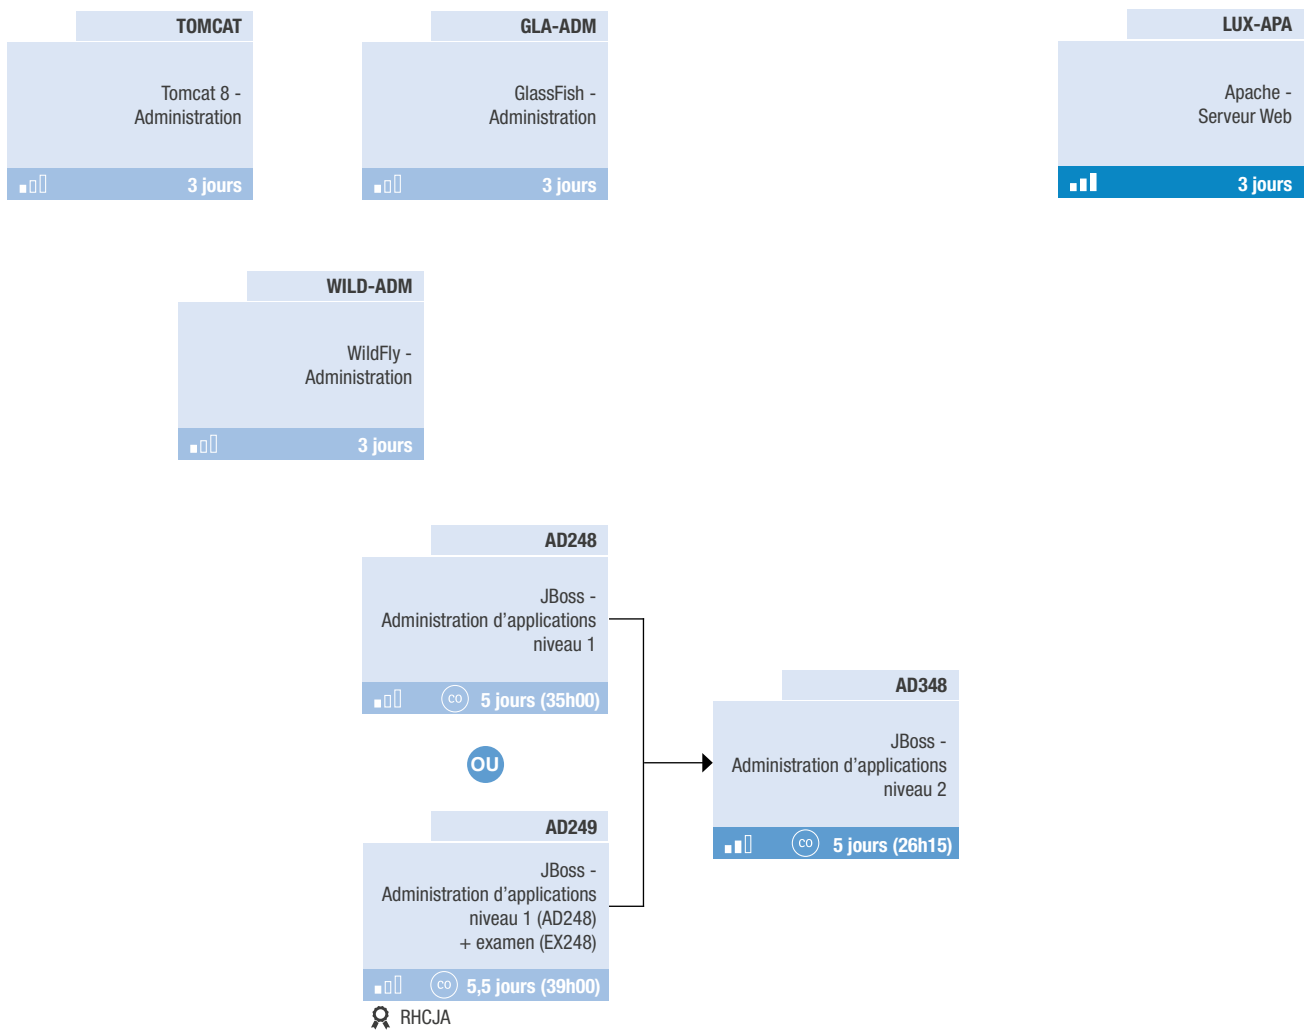 TOMCAT
Tomcat 8 -
Administration
3 jours
GLA-ADM
GlassFish -
Administration
3 jours
LUX-APA
Apache -
Serveur Web
3 jours
WILD-ADM
WildFly -
Administration
3 jours
AD248
JBoss -
Administration d’applications
niveau 1
co 5 jours (35h00)
OU
AD249
JBoss -
Administration d’applications
niveau 1 (AD248)
+ examen (EX248)
co 5,5 jours (39h00)
RHCJA
AD348
JBoss -
Administration d’applications
niveau 2
co 5 jours (26h15)